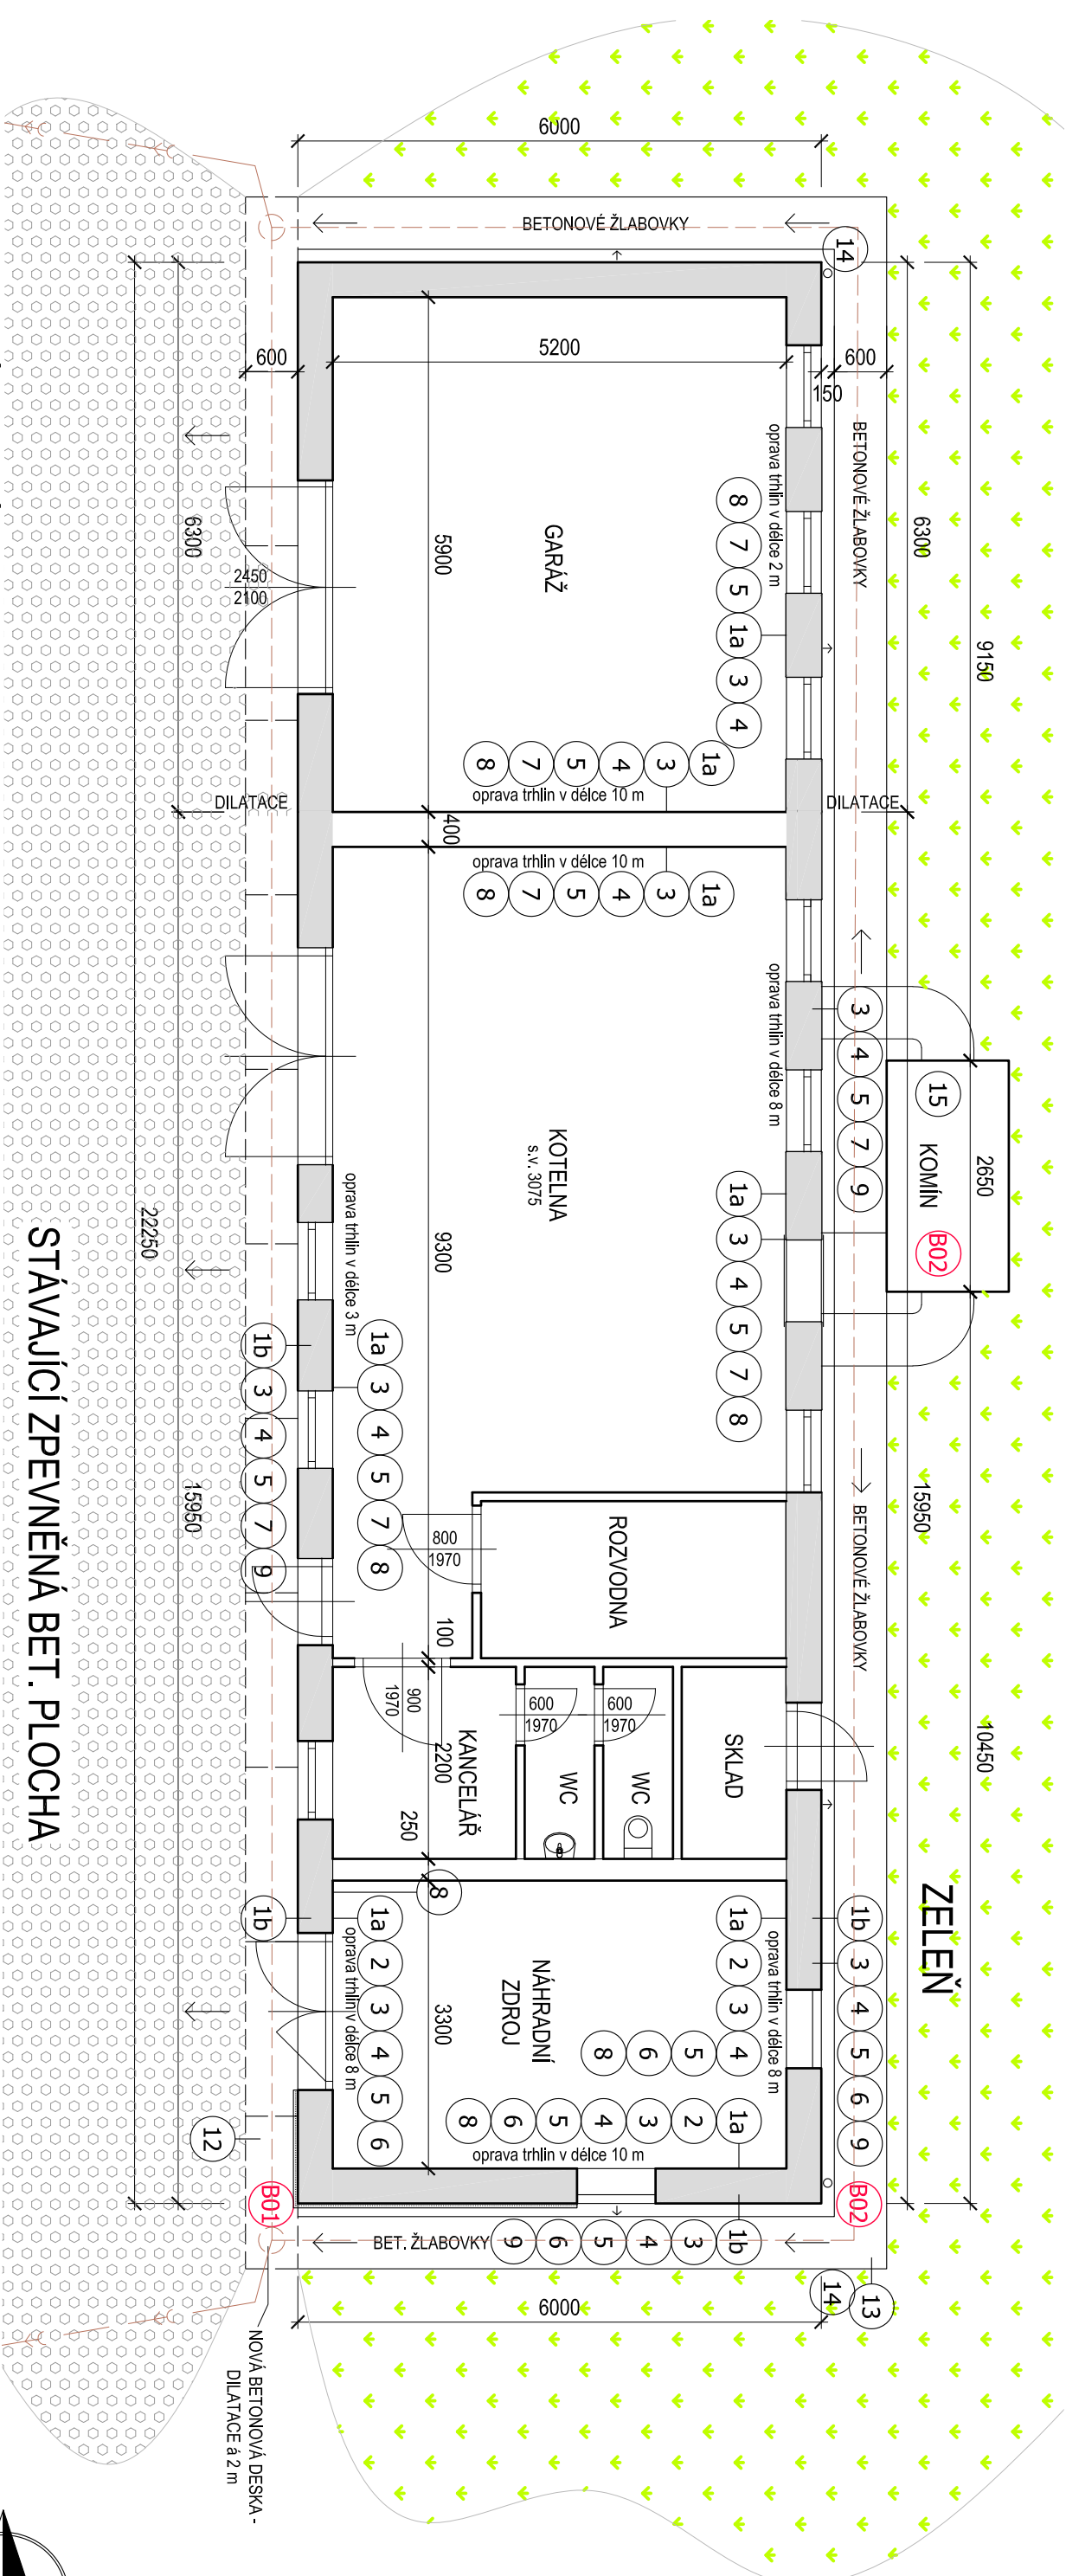 ZELEŇ
9150
2650
10450
6300
15950
15
KOMÍN
B02
14
BETONOVÉ ŽLABOVKY
DILATACE
3 4 5 7 9
BETONOVÉ ŽLABOVKY
1b 3 4 5 6 9
B02
13
14
600
150
6000
BETONOVÉ ŽLABOVKY
5200
oprava trhlin v délce 2 m
oprava trhlin v délce 8 m
oprava trhlin v délce 8 m
8 7 5 1a 3 4
1a 3 4 5 7 8
1a 2 3 4
5 6 8
1a 3 4 5 7 8
oprava trhlin v délce 10 m
oprava trhlin v délce 10 m
1a 3 4 5 7 8
1a 2 3 4 5 6 8
oprava trhlin v délce 10 m
1b 3 4 5 6 9
BET. ŽLABOVKY
6000
GARÁŽ
KOTELNA
s.v. 3075
ROZVODNA
SKLAD
WC
WC
600
1970
600
1970
KANCELÁŘ
NÁHRADNÍ
ZDROJ
5900
400
9300
100
2200
250
3300
800
1970
900
1970
8
oprava trhlin v délce 3 m
1a 3 4 5 7 8
oprava trhlin v délce 8 m
1a 2 3 4 5 6
1b 3 4 5 7 9
1b
600
2450
2100
DILATACE
B01
12
6300
15950
22250
NOVÁ BETONOVÁ DESKA -
DILATACE á 2 m
STÁVAJÍCÍ ZPEVNĚNÁ BET. PLOCHA